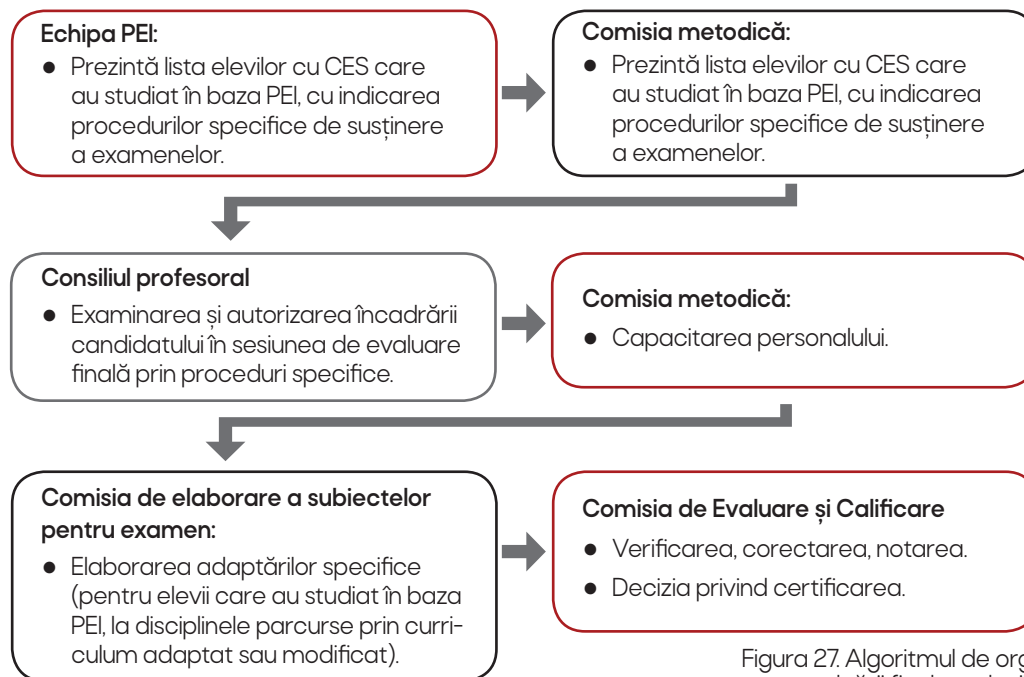 Echipa PEI:
● Prezintă lista elevilor cu CES care
au studiat în baza PEI, cu indicarea
procedurilor specifice de susținere
a examenelor.
Comisia metodică:
● Prezintă lista elevilor cu CES care
au studiat în baza PEI, cu indicarea
procedurilor specifice de susținere
a examenelor.
Consiliul profesoral
● Examinarea și autorizarea încadrării
candidatului în sesiunea de evaluare
finală prin proceduri specifice.
Comisia metodică:
● Capacitarea personalului.
Comisia de elaborare a subiectelor
pentru examen:
● Elaborarea adaptărilor specifice
(pentru elevii care au studiat în baza
PEI, la disciplinele parcurse prin curri-
culum adaptat sau modificat).
Comisia de Evaluare și Calificare
● Verificarea, corectarea, notarea.
● Decizia privind certificarea.
Figura 27. Algoritmul de org